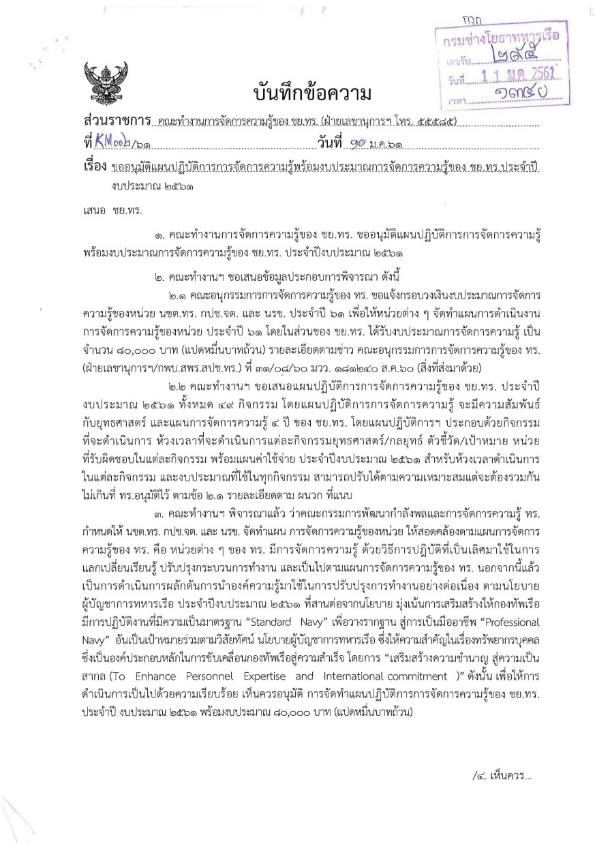 กรมช่างโยธาทหารเรือ
เลขรับ ๒๙๕
วันที่ 1 1 ม.ค. 2561
เวลา ๑๓๕๐
บันทึกข้อความ
ส่วนราชการ คณะทำงานการจัดการความรู้ของ ชย.ทร. (ฝ่ายเลขานุการฯ โทร. ๕๕๕๘๕)
ที่ KM๐๐๒/๖๑ วันที่ ๑๐ ม.ค.๖๑
เรื่อง ขออนุมัติแผนปฏิบัติการการจัดการความรู้พร้อมงบประมาณการจัดการความรู้ของ ชย.ทร.ประจำปี
งบประมาณ ๒๕๖๑
เสนอ ชย.ทร.
๑. คณะทำงานการจัดการความรู้ของ ชย.ทร. ขออนุมัติแผนปฏิบัติการการจัดการความรู้
พร้อมงบประมาณการจัดการความรู้ของ ชย.ทร. ประจำปีงบประมาณ ๒๕๖๑
๒. คณะทำงานฯ ขอเสนอข้อมูลประกอบการพิจารณา ดังนี้
๒.๑ คณะอนุกรรมการการจัดการความรู้ของ ทร. ขอแจ้งกรอบวงเงินงบประมาณการจัดการ
ความรู้ของหน่วย นขต.ทร. กปช.จต. และ นรข. ประจำปี ๖๑ เพื่อให้หน่วยต่าง ๆ จัดทำแผนการดำเนินงาน
การจัดการความรู้ของหน่วย ประจำปี ๖๑ โดยในส่วนของ ชย.ทร. ได้รับงบประมาณการจัดการความรู้ เป็น
จำนวน ๘๐,๐๐๐ บาท (แปดหมื่นบาทถ้วน) รายละเอียดตามข่าว คณะอนุกรรมการการจัดการความรู้ของ ทร.
(ฝ่ายเลขานุการฯ/กพบ.สพร.สปช.ทร.) ที่ ๓๑/๐๘/๖๐ มวว. ๑๘๑๒๔๐ ส.ค.๖๐ (สิ่งที่ส่งมาด้วย)
๒.๒ คณะทำงานฯ ขอเสนอแผนปฏิบัติการการจัดการความรู้ของ ชย.ทร. ประจำปี
งบประมาณ ๒๕๖๑ ทั้งหมด ๔๙ กิจกรรม โดยแผนปฏิบัติการการจัดการความรู้ จะมีความสัมพันธ์
กับยุทธศาสตร์ และแผนการจัดการความรู้ ๔ ปี ของ ชย.ทร. โดยแผนปฏิบัติการฯ ประกอบด้วยกิจกรรม
ที่จะดำเนินการ ห้วงเวลาที่จะดำเนินการแต่ละกิจกรรมยุทธศาสตร์/กลยุทธ์ ตัวชี้วัด/เป้าหมาย หน่วย
ที่รับผิดชอบในแต่ละกิจกรรม พร้อมแผนค่าใช้จ่าย ประจำปีงบประมาณ ๒๕๖๑ สำหรับห้วงเวลาดำเนินการ
ในแต่ละกิจกรรม และงบประมาณที่ใช้ในทุกกิจกรรม สามารถปรับได้ตามความเหมาะสมแต่จะต้องรวมกัน
ไม่เกินที่ ทร.อนุมัติไว้ ตามข้อ ๒.๑ รายละเอียดตาม ผนวก ที่แนบ
๓. คณะทำงานฯ พิจารณาแล้ว ว่าคณะกรรมการพัฒนากำลังพลและการจัดการความรู้ ทร.
กำหนดให้ นขต.ทร. กปช.จต. และ นรข. จัดทำแผน การจัดการความรู้ของหน่วย ให้สอดคล้องตามแผนการจัดการ
ความรู้ของ ทร. คือ หน่วยต่าง ๆ ของ ทร. มีการจัดการความรู้ ด้วยวิธีการปฏิบัติที่เป็นเลิศมาใช้ในการ
แลกเปลี่ยนเรียนรู้ ปรับปรุงกระบวนการทำงาน และเป็นไปตามแผนการจัดการความรู้ของ ทร. นอกจากนี้แล้ว
เป็นการดำเนินการผลักดันการนำองค์ความรู้มาใช้ในการปรับปรุงการทำงานอย่างต่อเนื่อง ตามนโยบาย
ผู้บัญชาการทหารเรือ ประจำปีงบประมาณ ๒๕๖๑ ที่สานต่อจากนโยบาย มุ่งเน้นการเสริมสร้างให้กองทัพเรือ
มีการปฏิบัติงานที่มีความเป็นมาตรฐาน “Standard Navy” เพื่อวางรากฐาน สู่การเป็นมืออาชีพ “Professional
Navy” อันเป็นเป้าหมายร่วมตามวิสัยทัศน์ นโยบายผู้บัญชาการทหารเรือ ซึ่งให้ความสำคัญในเรื่องทรัพยากรบุคคล
ซึ่งเป็นองค์ประกอบหลักในการขับเคลื่อนกองทัพเรือสู่ความสำเร็จ โดยการ “เสริมสร้างความชำนาญ สู่ความเป็น
สากล (To Enhance Personnel Expertise and International commitment )” ดังนั้น เพื่อให้การ
ดำเนินการเป็นไปด้วยความเรียบร้อย เห็นควรอนุมัติ การจัดทำแผนปฏิบัติการการจัดการความรู้ของ ชย.ทร.
ประจำปี งบประมาณ ๒๕๖๑ พร้อมงบประมาณ ๘๐,๐๐๐ บาท (แปดหมื่นบาทถ้วน)
/๔. เห็นควร...